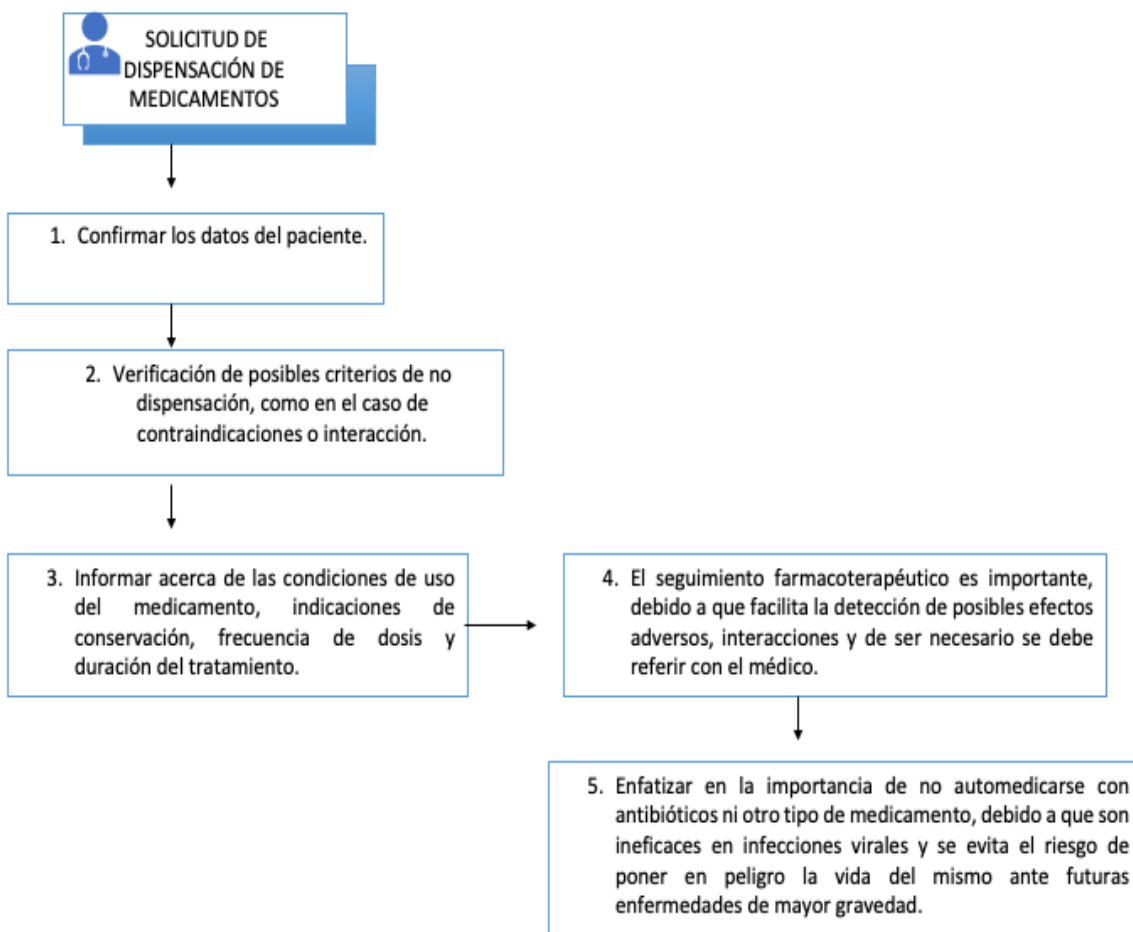 SOLICITUD DE
DISPENSACIÓN DE
MEDICAMENTOS
1. Confirmar los datos del paciente.
2. Verificación de posibles criterios de no
dispensación, como en el caso de
contraindicaciones o interacción.
3. Informar acerca de las condiciones de uso
del medicamento, indicaciones de
conservación, frecuencia de dosis y
duración del tratamiento.
4. El seguimiento farmacoterapéutico es importante,
debido a que facilita la detección de posibles efectos
adversos, interacciones y de ser necesario se debe
referir con el médico.
5. Enfatizar en la importancia de no automedicarse con
antibióticos ni otro tipo de medicamento, debido a que son
ineficaces en infecciones virales y se evita el riesgo de
poner en peligro la vida del mismo ante futuras
enfermedades de mayor gravedad.